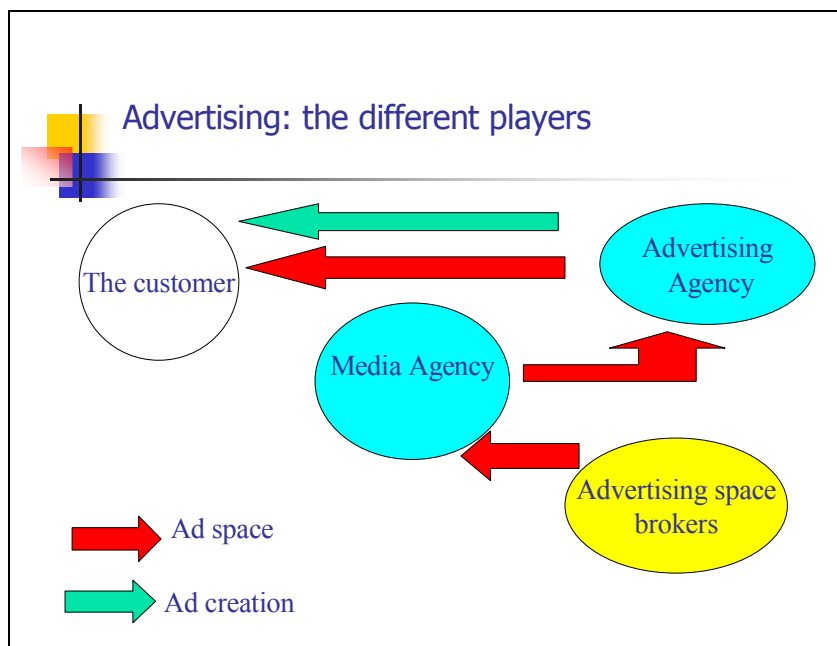 Advertising: the different players
The customer
Advertising
Agency
Media Agency
Advertising space
brokers
Ad space
Ad creation